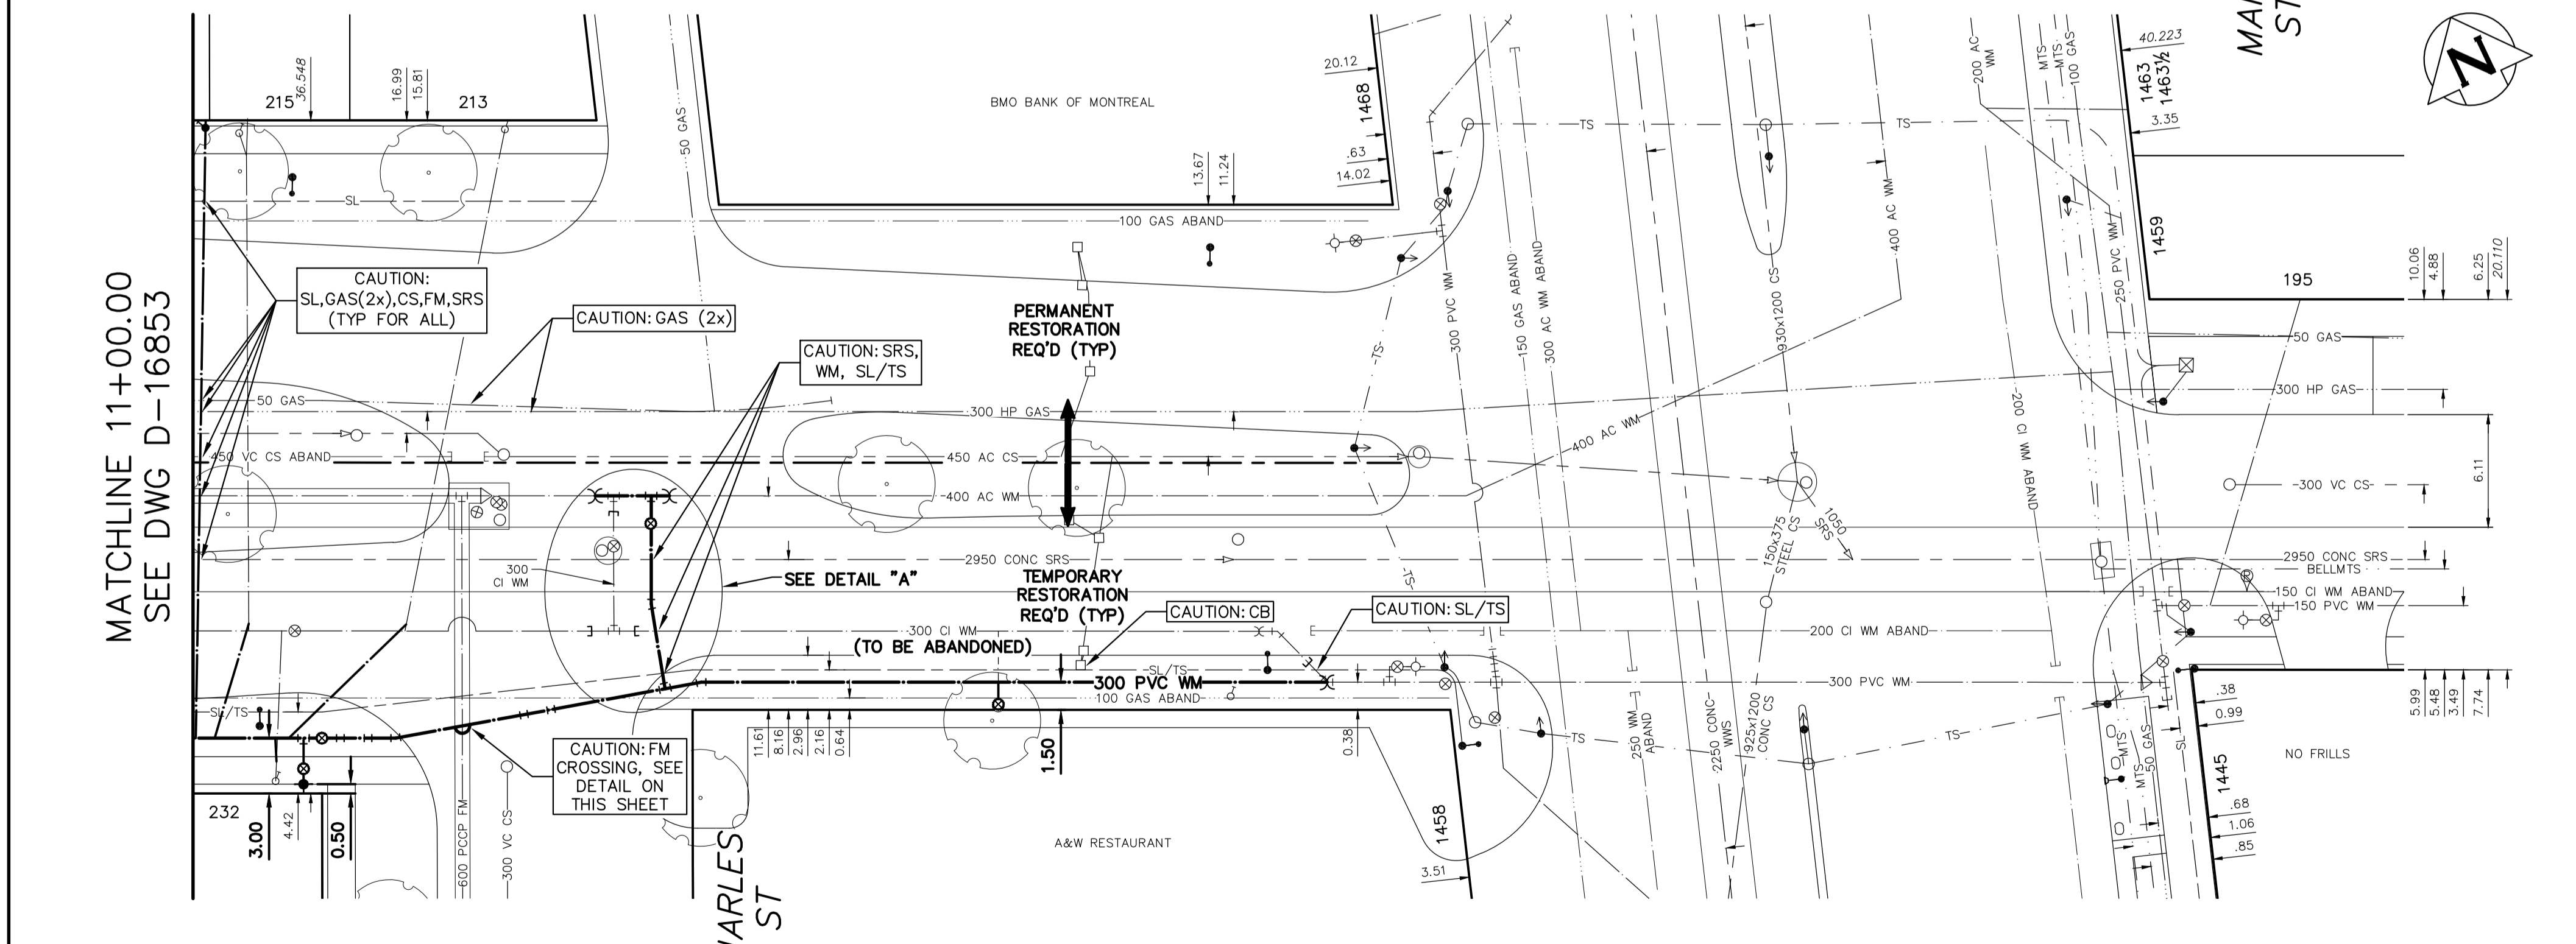 MATCHLINE 11+00.00
SEE DWG D-16853
215
36.548
16.99
15.81
213
SL
50 GAS
BMO BANK OF MONTREAL
13.67
11.24
20.12
1468
.63
14.02
100 GAS ABAND
TS
TS
200 AC
WM
MTS
MTS
100 GAS
40.223
1463
1463½
3.35
1459
N
CAUTION:
SL,GAS(2x),CS,FM,SRS
(TYP FOR ALL)
CAUTION: GAS (2x)
CAUTION: SRS,
WM, SL/TS
PERMANENT
RESTORATION
REQ'D (TYP)
TS
300 PVC WM
150 GAS ABAND
300 AC WM ABAND
930x1200 CS
400 AC WM
250 PVC WM
195
10.06
4.88
6.25
20.110
50 GAS
300 HP GAS
50 GAS
300 HP GAS
450 VC CS ABAND
450 AC CS
400 AC WM
400 AC WM
200 CI WM ABAND
300 VC CS
6.11
150x375
STEEL CS
1050
SRS
300
CI WM
SEE DETAIL "A"
2950 CONC SRS
TEMPORARY
RESTORATION
REQ'D (TYP)
CAUTION: CB
CAUTION: SL/TS
TS
2950 CONC SRS
BELLMTS
150 CI WM ABAND
150 PVC WM
300 CI WM
(TO BE ABANDONED)
200 CI WM ABAND
SL/TS
300 PVC WM
100 GAS ABAND
300 PVC WM
SL/TS
CAUTION: FM
CROSSING, SEE
DETAIL ON
THIS SHEET
11.61
8.16
2.96
2.16
0.64
1.50
0.38
TS
250 WM
ABAND
2250 CONC
WWS
925x1200
CONC CS
TS
MTS
MTS
50 GAS
SL
.38
0.99
1445
.68
1.06
.85
NO FRILLS
5.99
5.48
3.49
7.74
232
3.00
4.42
0.50
600 PCCP FM
300 VC CS
ST
A&W RESTAURANT
1458
3.51
ST